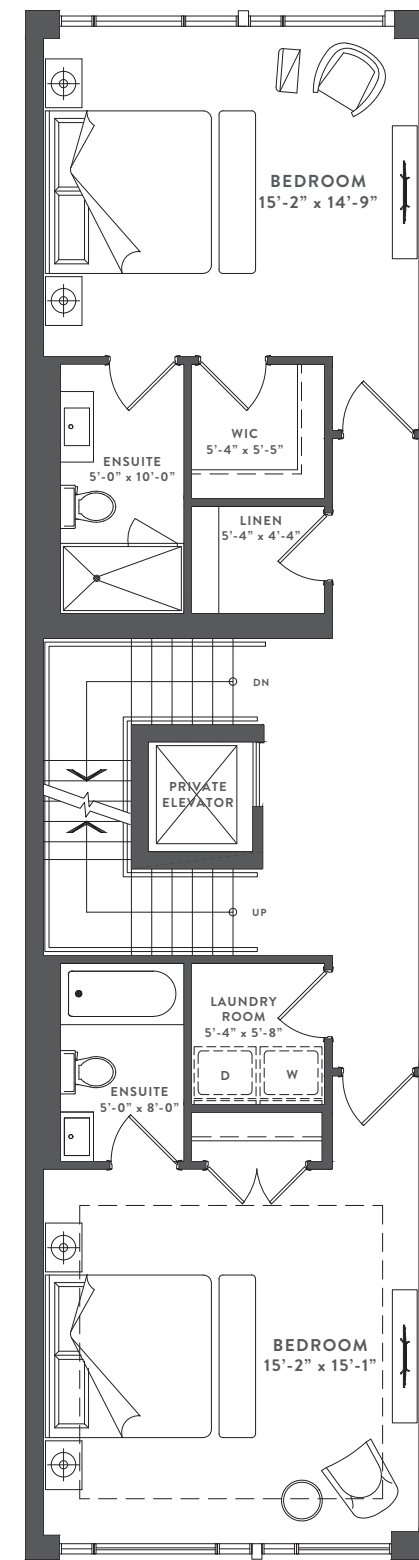 BEDROOM
15’-2” x 14’-9”
WIC
5’-4” x 5’-5”
ENSUITE
5’-0” x 10’-0”
LINEN
5’-4” x 4’-4”
DN
PRIVATE
ELEVATOR
UP
LAUNDRY
ROOM
5’-4” x 5’-8”
D
W
ENSUITE
5’-0” x 8’-0”
BEDROOM
15’-2” x 15’-1”